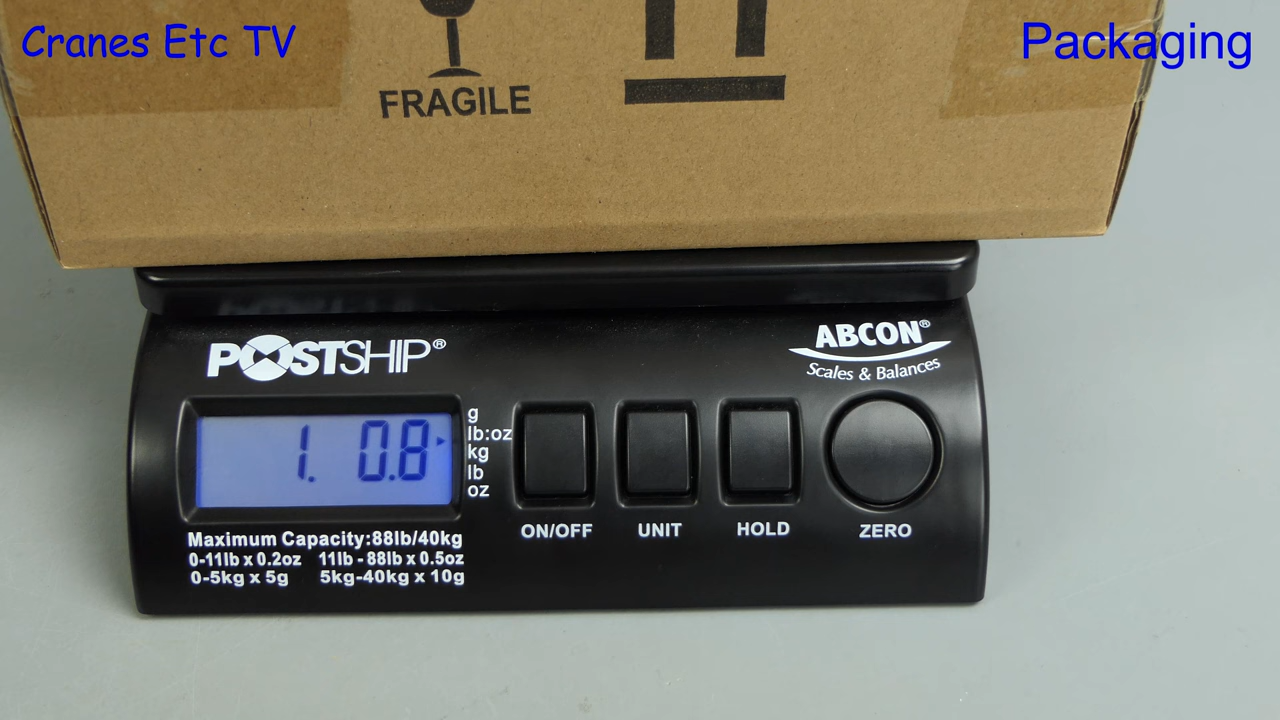 Cranes Etc TV
Packaging
FRAGILE
POSTSHIP®
ABCON®
Scales & Balances
1. 0.8
g
lb:oz
kg
lb
oz
ON/OFF
UNIT
HOLD
ZERO
Maximum Capacity:88lb/40kg
0-11lb x 0.2oz 11lb - 88lb x 0.5oz
0-5kg x 5g 5kg-40kg x 10g